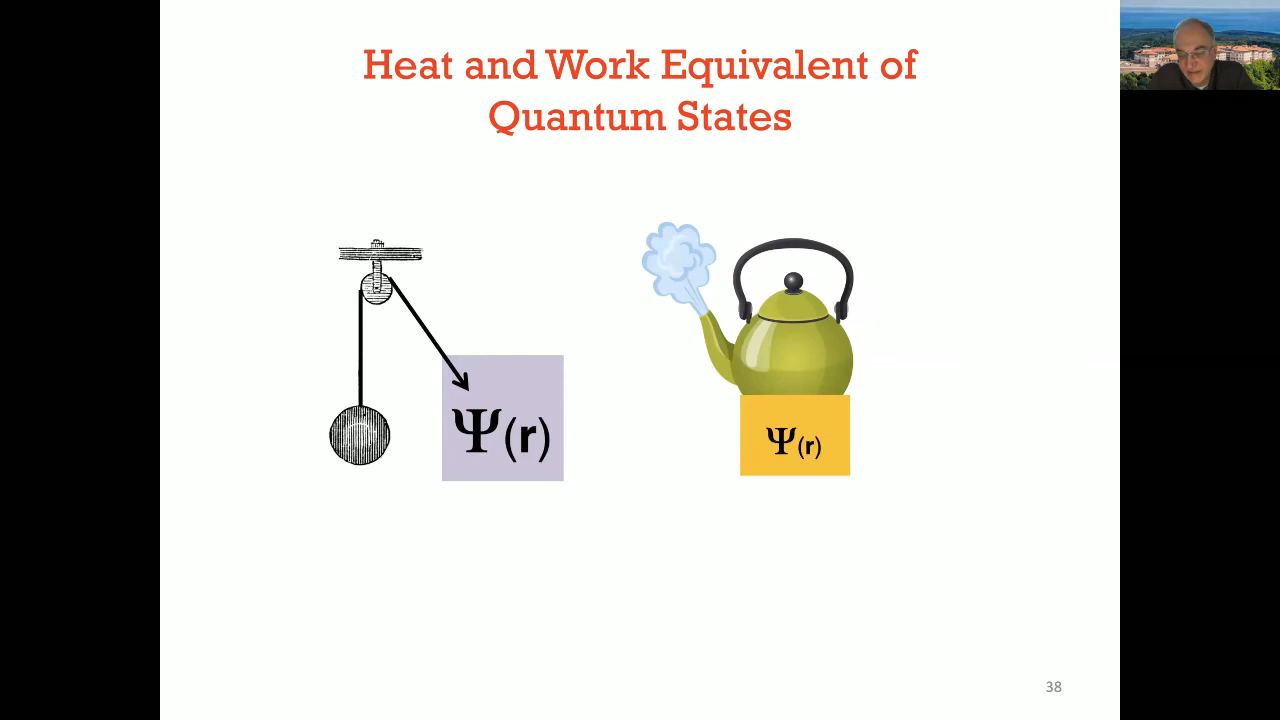 Heat and Work Equivalent of
Quantum States
Ψ(r)
Ψ(r)
38